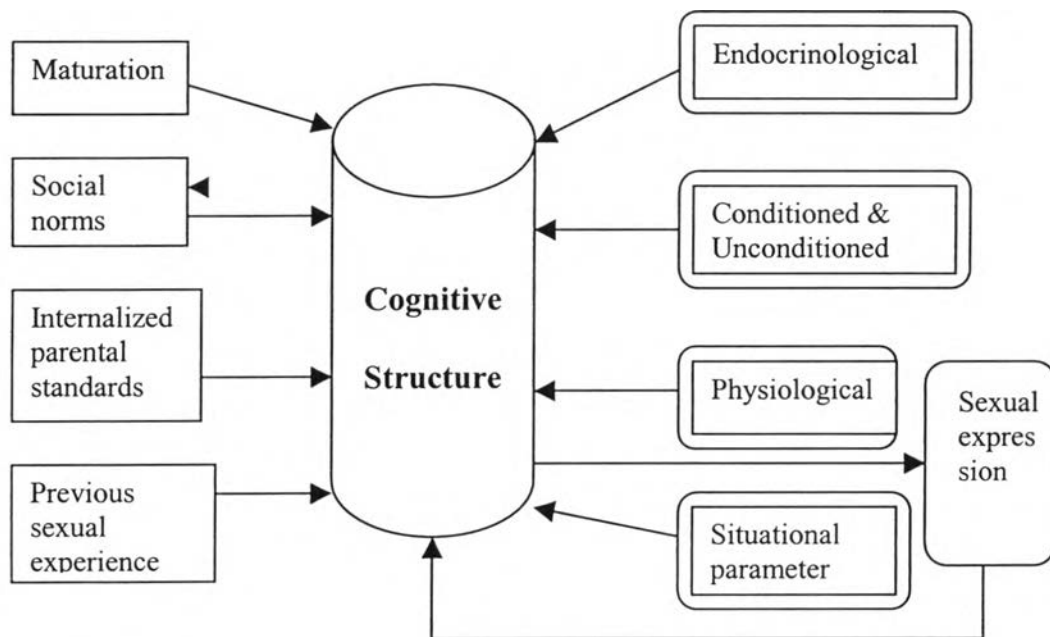 Maturation
Social
norms
Internalized
parental
standards
Previous
sexual
experience
Cognitive
Structure
Endocrinological
Conditioned &
Unconditioned
Physiological
Situational
parameter
Sexual
expres
sion